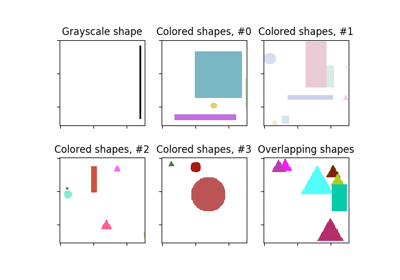 Grayscale shape
Colored shapes, #0
Colored shapes, #1
Colored shapes, #2
Colored shapes, #3
Overlapping shapes